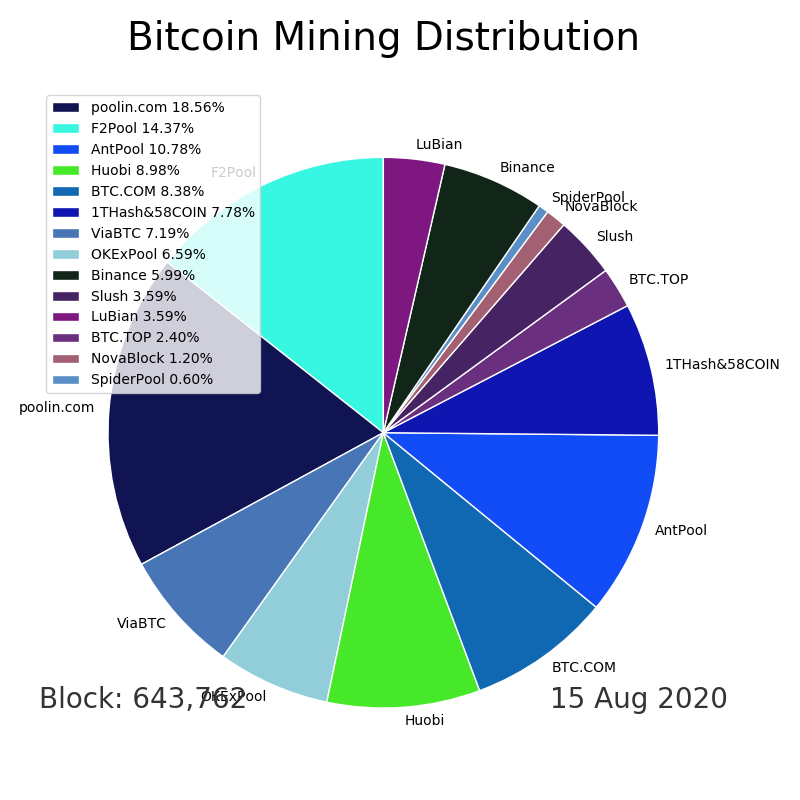 Bitcoin Mining Distribution
poolin.com 18.56%
F2Pool 14.37%
AntPool 10.78%
Huobi 8.98%
BTC.COM 8.38%
1THash&58COIN 7.78%
ViaBTC 7.19%
OKExPool 6.59%
Binance 5.99%
Slush 3.59%
LuBian 3.59%
BTC.TOP 2.40%
NovaBlock 1.20%
SpiderPool 0.60%
LuBian
Binance
F2Pool
SpiderPool
NovaBlock
Slush
BTC.TOP
1THash&58COIN
poolin.com
AntPool
ViaBTC
BTC.COM
OKExPool
Huobi
Block: 643,762
15 Aug 2020